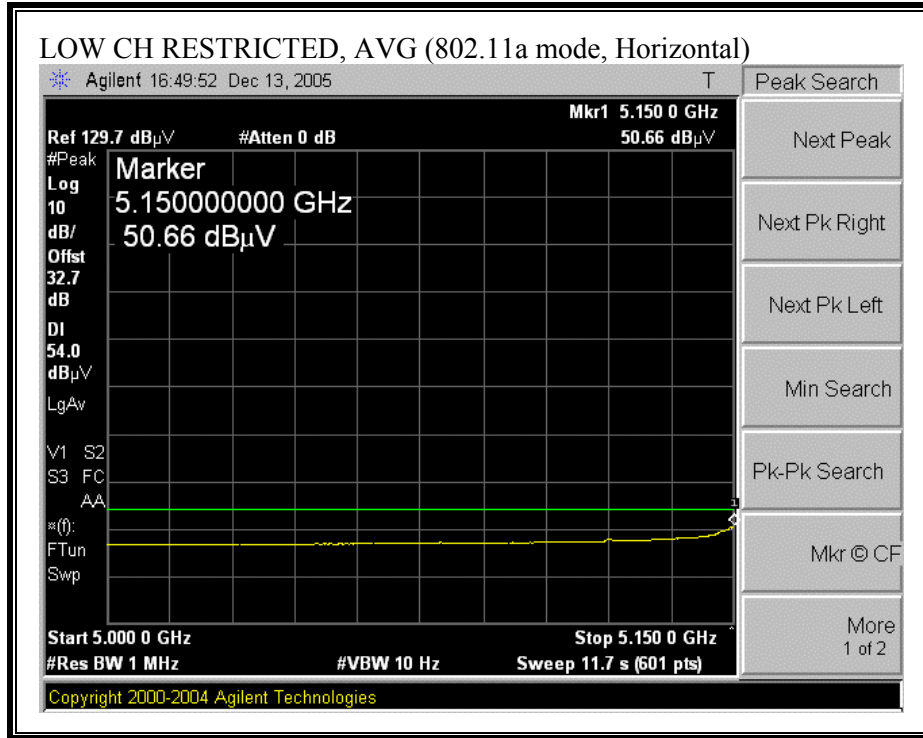 LOW CH RESTRICTED, AVG (802.11a mode, Horizontal)
Agilent 16:49:52 Dec 13, 2005 T
Peak Search
Mkr1 5.150 0 GHz
Ref 129.7 dBµV #Atten 0 dB 50.66 dBµV
#Peak
Log
10
dB/
Offst
32.7
dB
DI
54.0
dBµV
LgAv
V1 S2
S3 FC
AA
¤(f):
FTun
Swp
Marker
5.150000000 GHz
50.66 dBµV
1
Start 5.000 0 GHz Stop 5.150 0 GHz
#Res BW 1 MHz #VBW 10 Hz Sweep 11.7 s (601 pts)
Copyright 2000-2004 Agilent Technologies
Next Peak
Next Pk Right
Next Pk Left
Min Search
Pk-Pk Search
Mkr © CF
More
1 of 2